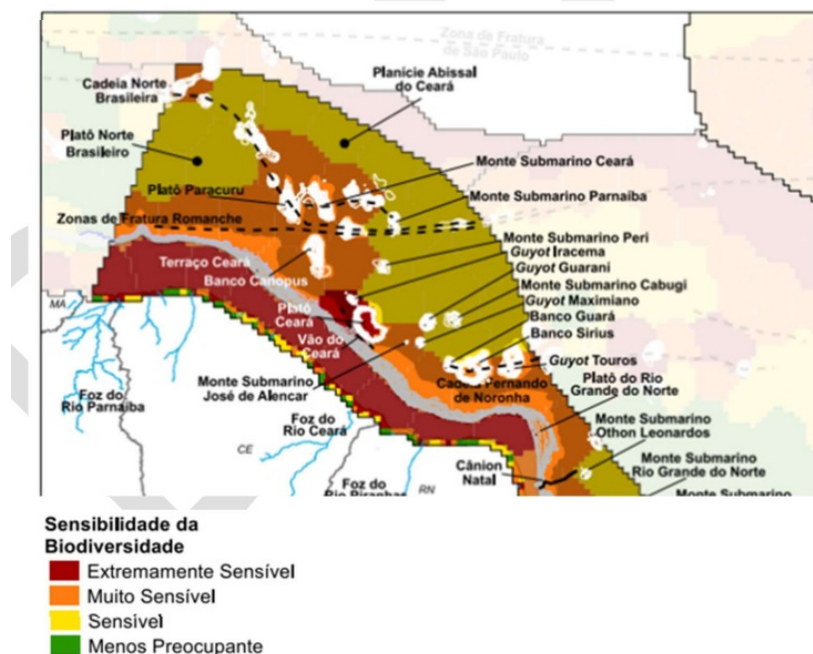 Zona de Fratura
de São Paulo
Cadeia Norte
Brasileira
Planície Abissal
do Ceará
Platô Norte
Brasileiro
Monte Submarino Ceará
Platô Paracuru
Monte Submarino Parnaíba
Zonas de Fratura Romanche
Monte Submarino Peri
Guyot Iracema
Terraço Ceará
Guyot Guarani
Banco Canopus
Monte Submarino Cabugi
MA
Guyot Maximiano
Platô
Ceará
Banco Guará
Vão do
Ceará
Banco Sirius
Guyot Touros
Monte Submarino
José de Alencar
Cadeia Fernando
de Noronha
Platô do Rio
Grande do Norte
Foz do
Rio Parnaíba
Foz do
Rio Ceará
Monte Submarino
Othon Leonardos
CE
Cânion
Natal
Monte Submarino
Rio Grande do Norte
Foz do
RN
Monte Submarino
Sensibilidade da
Biodiversidade
Extremamente Sensível
Muito Sensível
Sensivel
Menos Preocupante